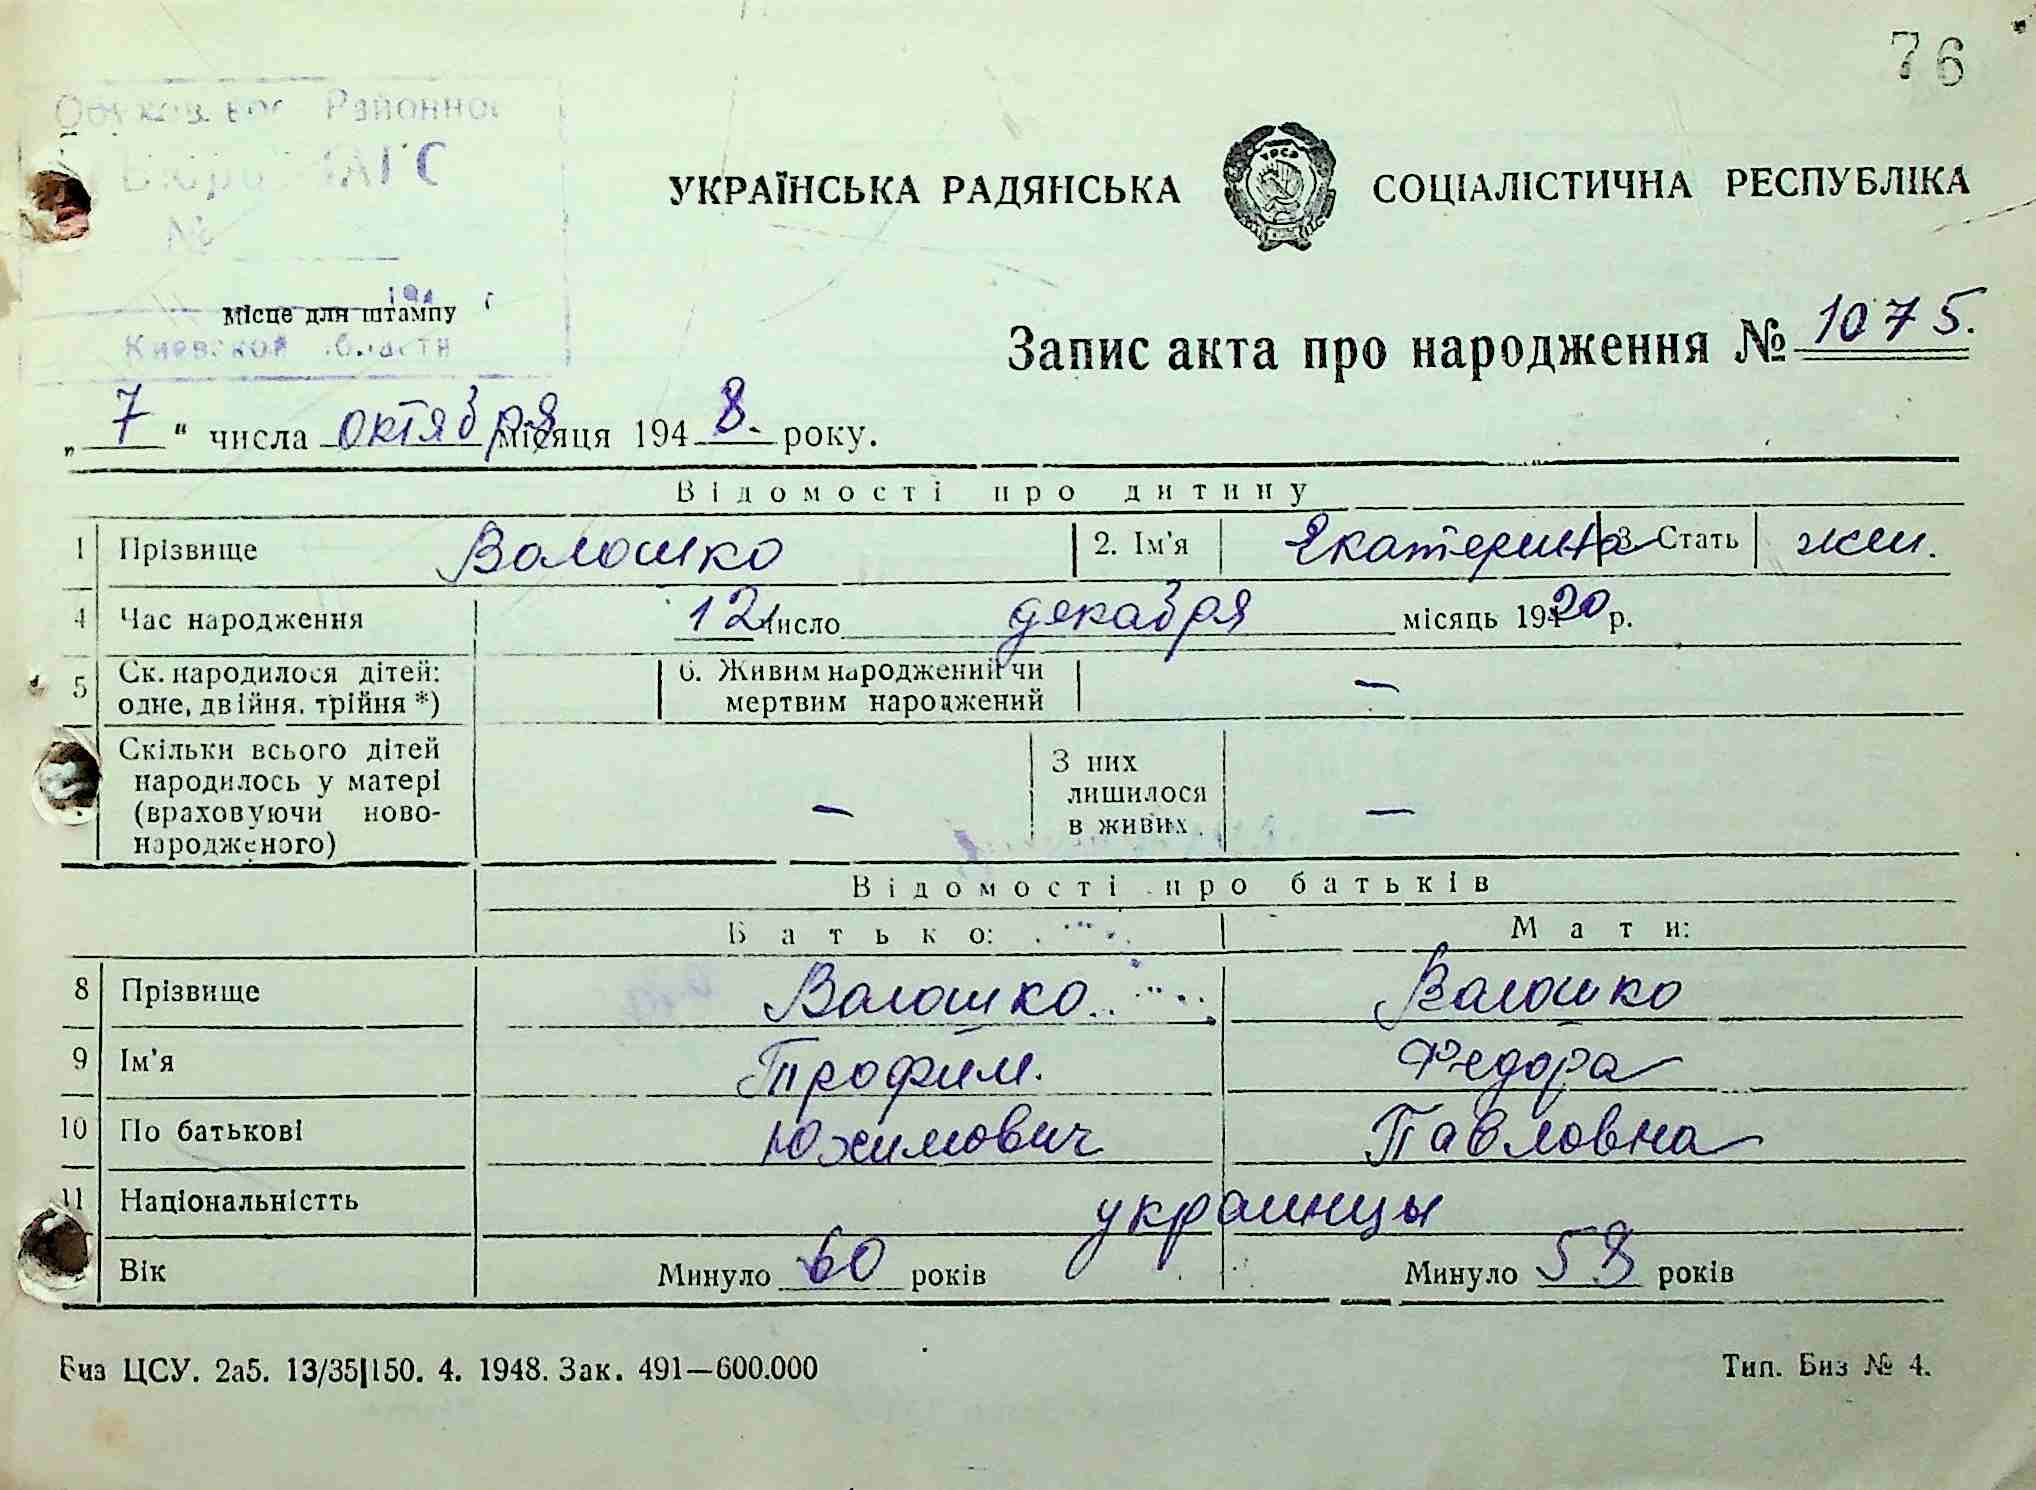 76
Районно
№
УКРАЇНСЬКА РАДЯНСЬКА СОЦІАЛІСТИЧНА РЕСПУБЛІКА
Місце для штампу
Киевской области
Запис акта про народження № 1075.
„ 7 “ числа октября місяця 194 8. року.
Відомості про дитину
1 Прізвище Волошко 2. Ім'я Екатерина 3. Стать жен.
4 Час народження 12 число декабря місяць 1920 р.
5 Ск. народилося дітей: одне, двійня, трійня *) 6. Живим народжений чи мертвим народжений —
Скільки всього дітей народилось у матері (враховуючи ново-народженого) — З них лишилося в живих —
Відомості про батьків
Батько: Мати:
8 Прізвище Волошко Волошко
9 Ім'я Трофим. Федора
10 По батькові Юхимович Павловна
11 Національністть украинцы
Вік Минуло 60 років Минуло 58 років
Биз ЦСУ. 2а5. 13/35|150. 4. 1948. Зак. 491—600.000 Тип. Биз № 4.